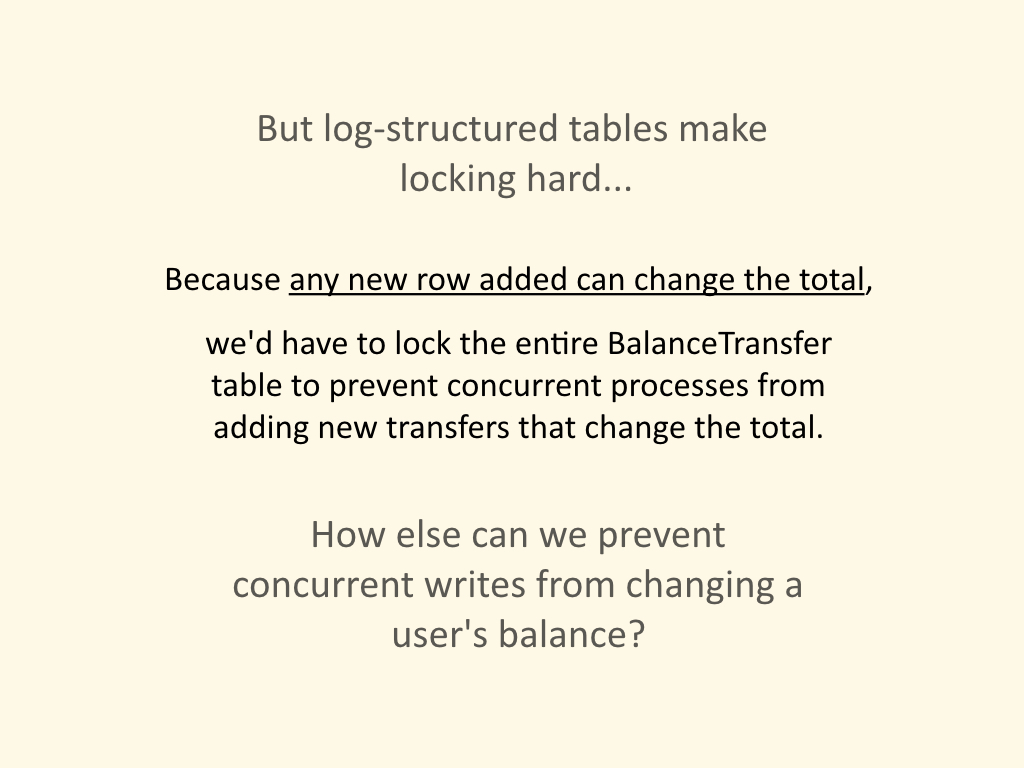 But log-structured tables make
locking hard...
Because any new row added can change the total,
we'd have to lock the entire BalanceTransfer
table to prevent concurrent processes from
adding new transfers that change the total.
How else can we prevent
concurrent writes from changing a
user's balance?